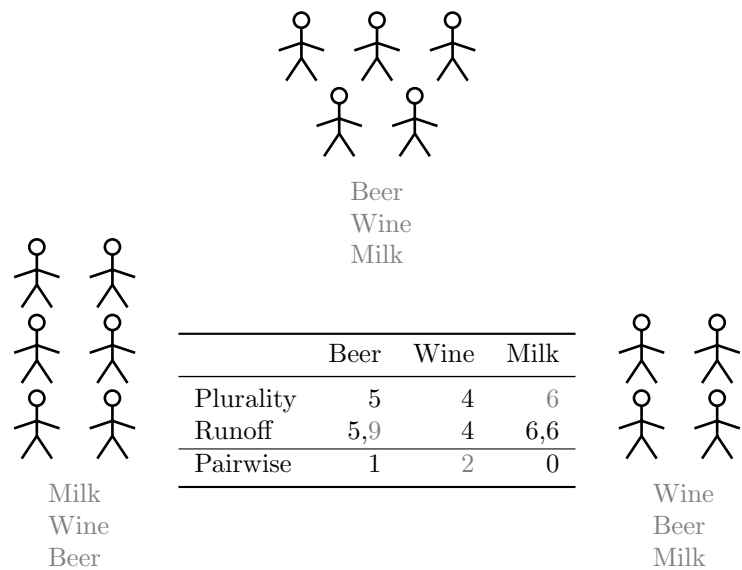 Beer
Wine
Milk
Beer Wine Milk
Plurality 5 4 6
Runoff 5,9 4 6,6
Pairwise 1 2 0
Milk
Wine
Beer
Wine
Beer
Milk